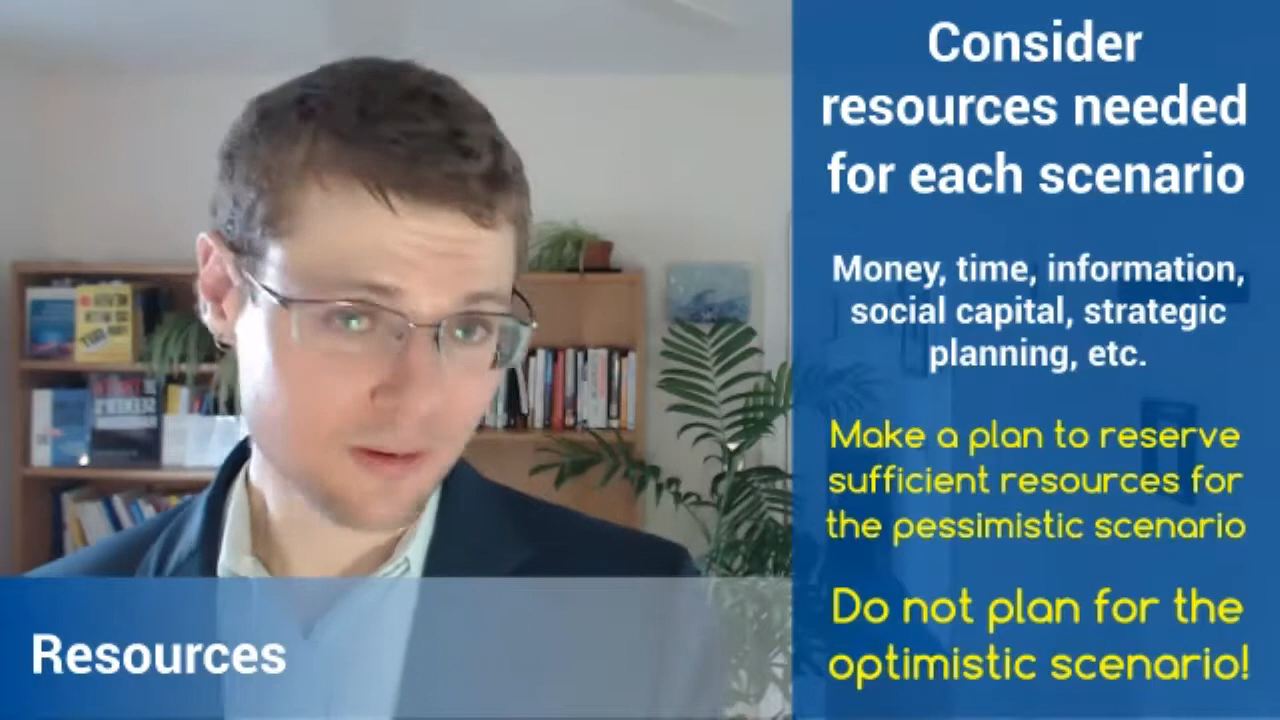 Consider
resources needed
for each scenario
Money, time, information,
social capital, strategic
planning, etc.
Make a plan to reserve
sufficient resources for
the pessimistic scenario
Do not plan for the
optimistic scenario!
Resources